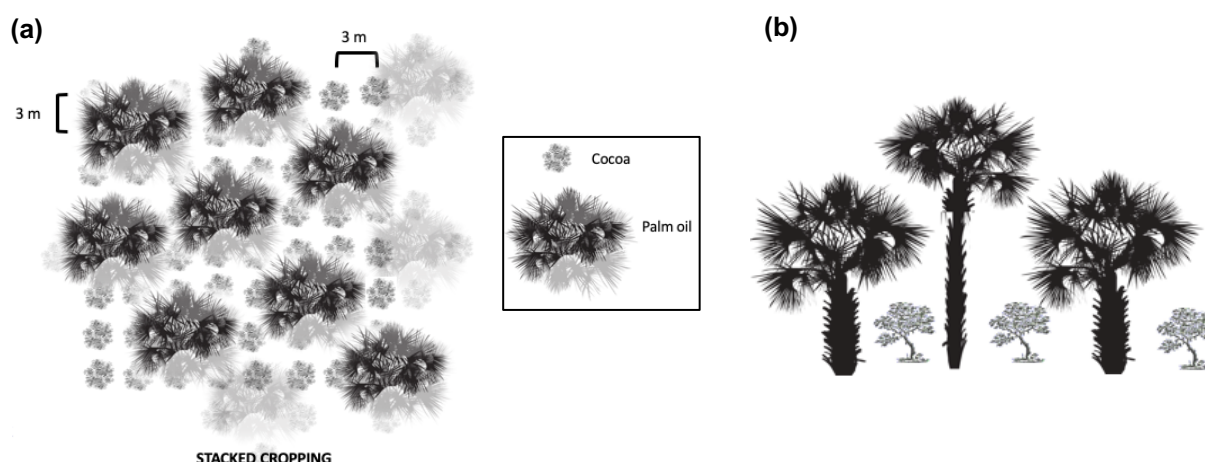 (a)
3 m
3 m
STACKED CROPPING
Cocoa
Palm oil
(b)